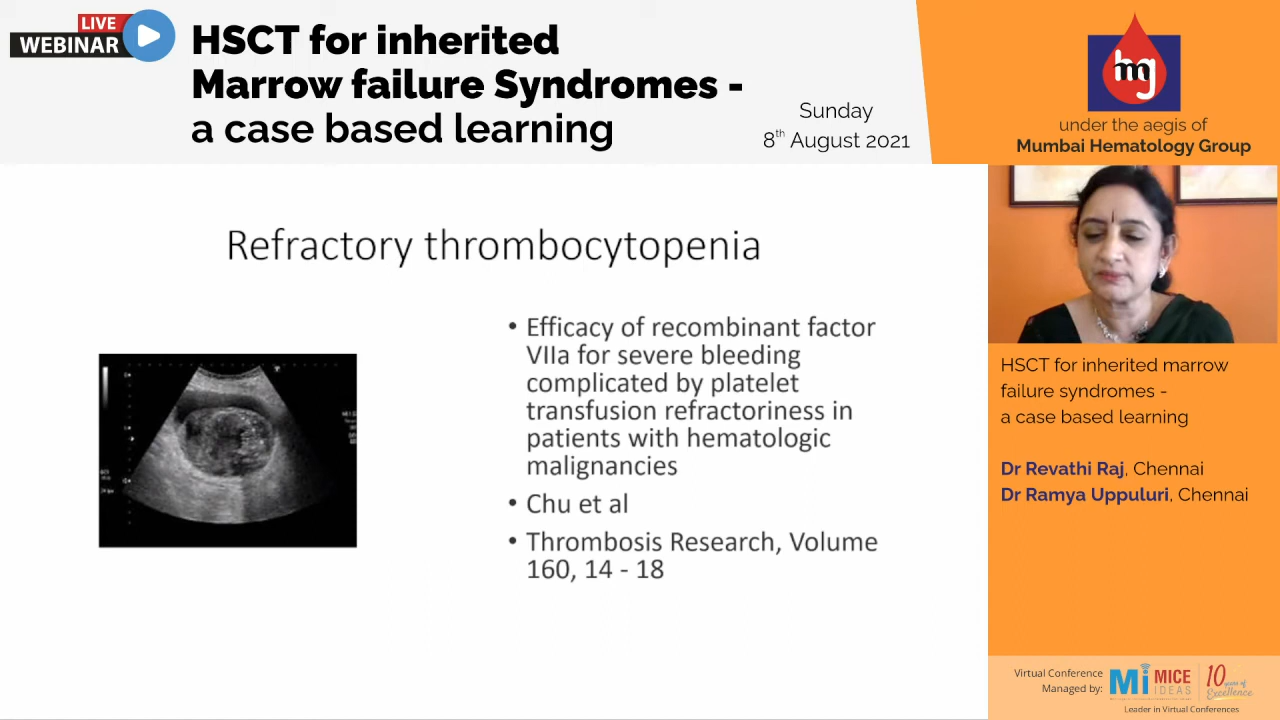 LIVE
WEBINAR
HSCT for inherited
Marrow failure Syndromes -
a case based learning
Sunday
8th August 2021
hmg
under the aegis of
Mumbai Hematology Group
Refractory thrombocytopenia
• Efficacy of recombinant factor
VIIa for severe bleeding
complicated by platelet
transfusion refractoriness in
patients with hematologic
malignancies
• Chu et al
• Thrombosis Research, Volume
160, 14 - 18
HSCT for inherited marrow
failure syndromes -
a case based learning
Dr Revathi Raj, Chennai
Dr Ramya Uppuluri, Chennai
Virtual Conference
Managed by:
Mi MICE
IDEAS
10 years of
Excellence
Leader in Virtual Conferences